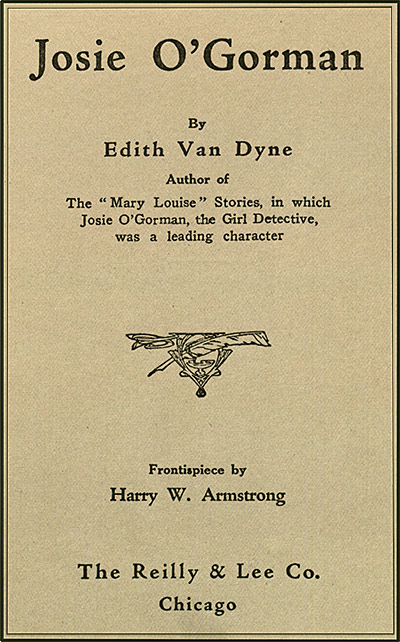 Josie O'Gorman
By
Edith Van Dyne
Author of
The "Mary Louise" Stories, in which
Josie O'Gorman, the Girl Detective,
was a leading character
Frontispiece by
Harry W. Armstrong
The Reilly & Lee Co.
Chicago